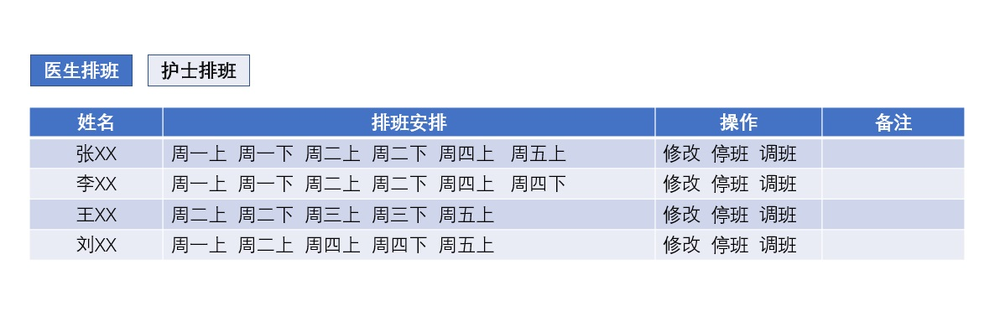 医生排班 护士排班
姓名 排班安排 操作 备注
张XX 周一上 周一下 周二上 周二下 周四上 周五上 修改 停班 调班
李XX 周一上 周一下 周二上 周二下 周四上 周四下 修改 停班 调班
王XX 周二上 周二下 周三上 周三下 周五上 修改 停班 调班
刘XX 周一上 周二上 周四上 周四下 周五上 修改 停班 调班